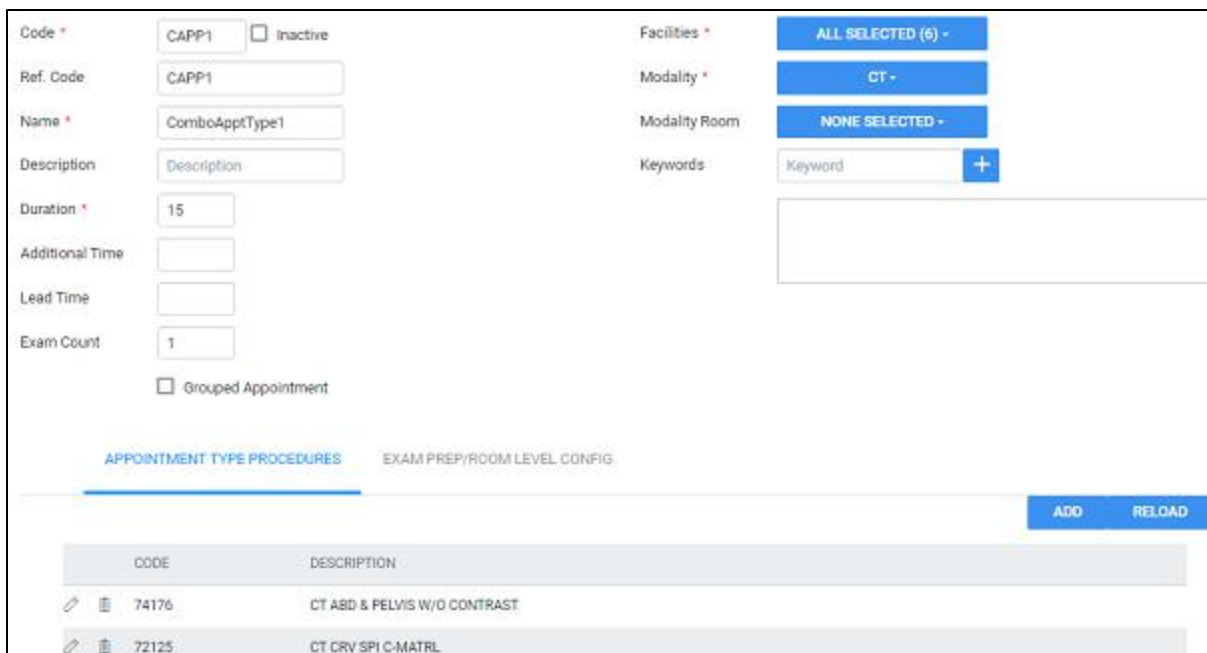 Code * CAPP1 Inactive Facilities * ALL SELECTED (6)
Ref. Code CAPP1 Modality * CT
Name * ComboApptType1 Modality Room NONE SELECTED
Description Description Keywords Keyword +
Duration * 15
Additional Time
Lead Time
Exam Count 1
Grouped Appointment
APPOINTMENT TYPE PROCEDURES EXAM PREP/ROOM LEVEL CONFIG
ADD RELOAD
CODE DESCRIPTION
74176 CT ABD & PELVIS W/O CONTRAST
72125 CT CRV SPI C-MATRL